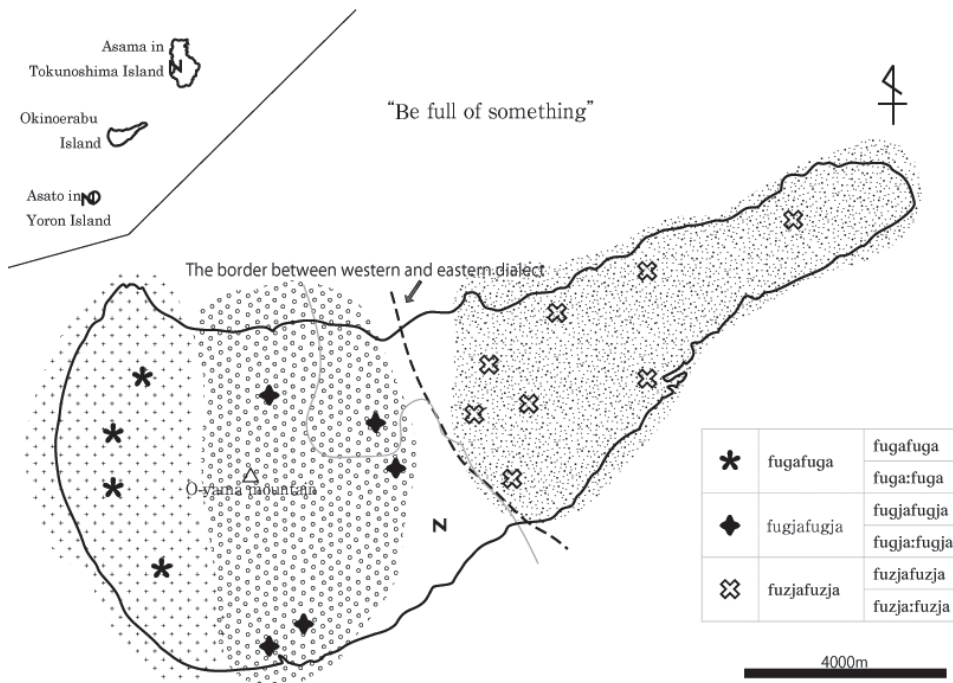 Asama in
Tokunoshima Island
N
Okinoerabu
Island
Asato in
Yoron Island
N
“Be full of something”
The border between western and eastern dialect
O-yama mountain
N
fugafuga
fugafuga
fuga:fuga
fugjafugja
fugjafugja
fugja:fugja
fuzjafuzja
fuzjafuzja
fuzja:fuzja
4000m